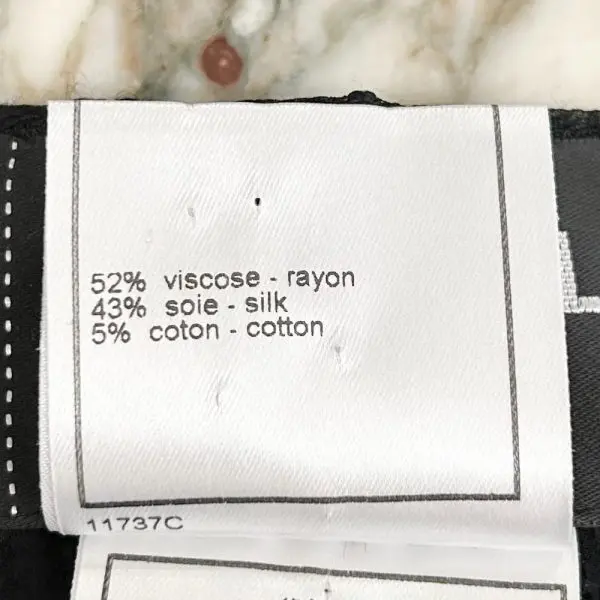 52% viscose - rayon
43% soie - silk
5% coton - cotton
11737C